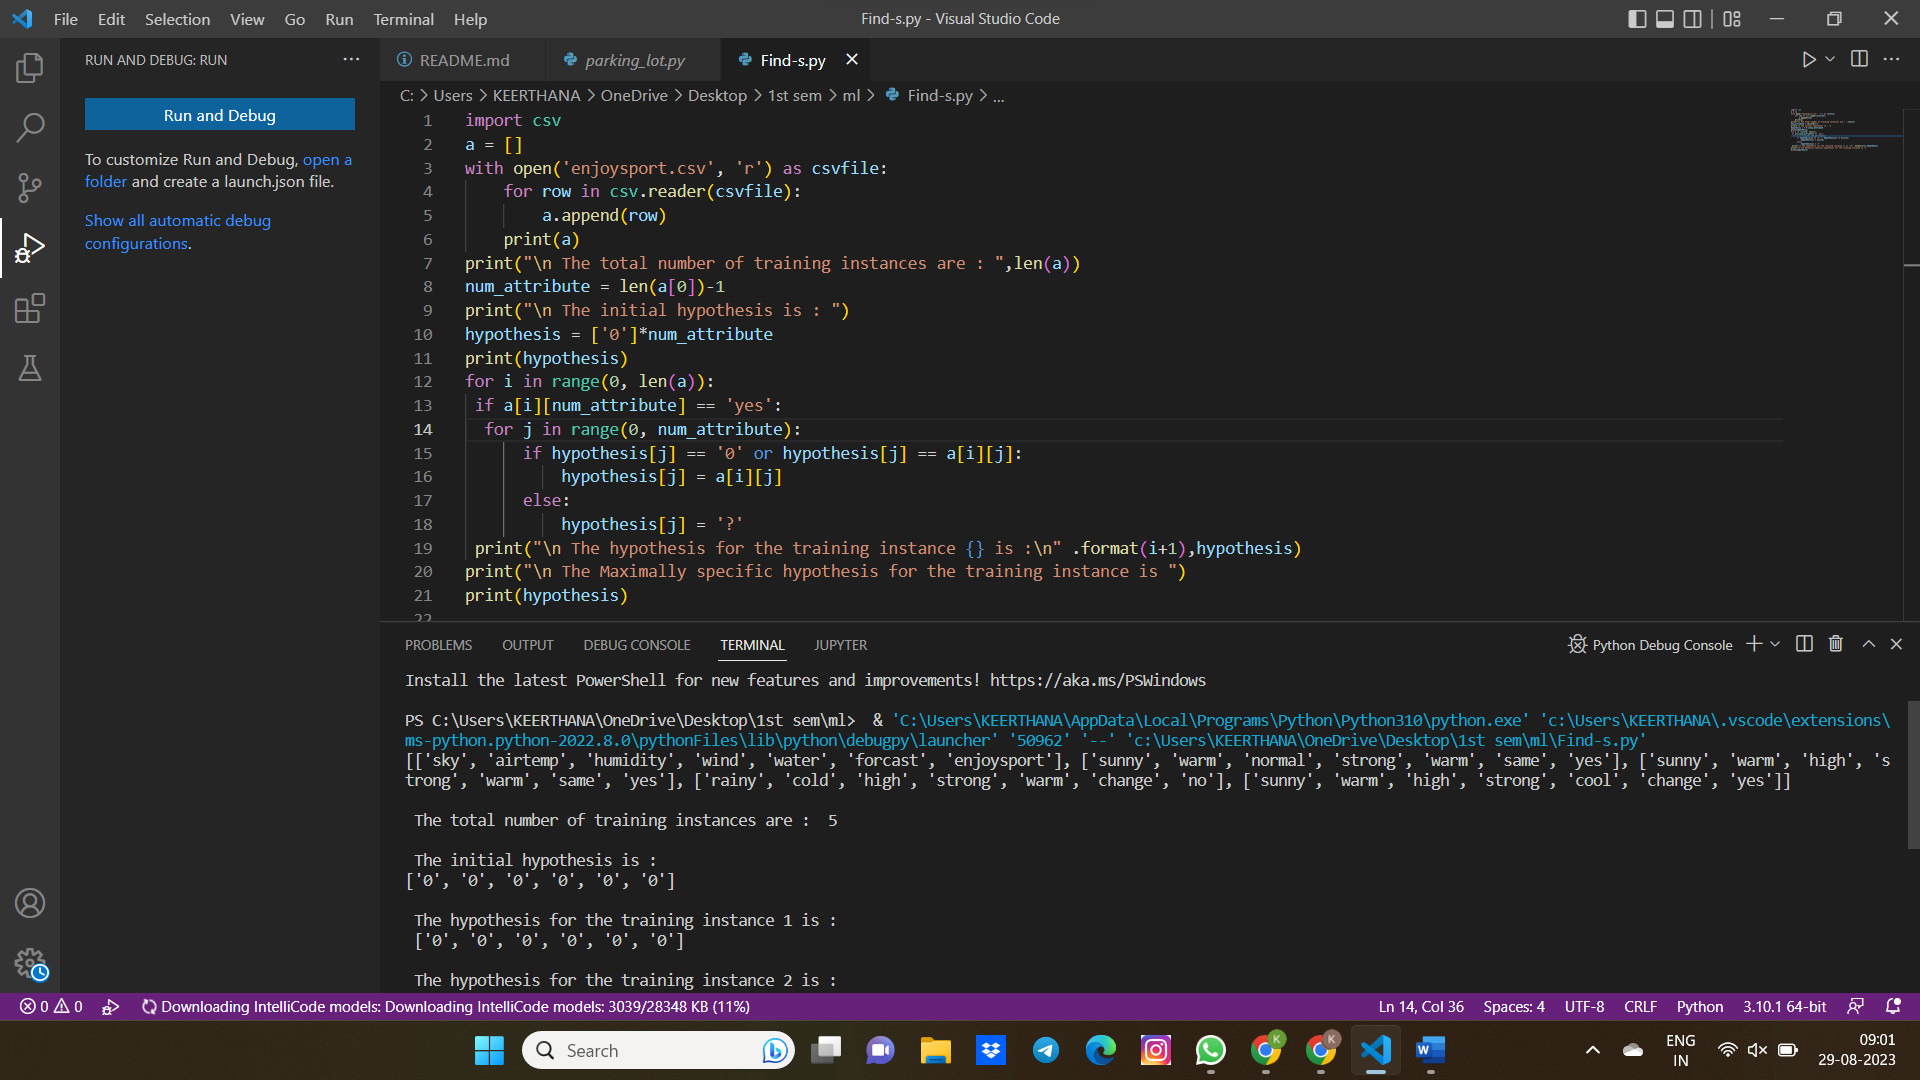 File Edit Selection View Go Run Terminal Help
Find-s.py - Visual Studio Code
RUN AND DEBUG: RUN
Run and Debug
To customize Run and Debug, open a
folder and create a launch.json file.
Show all automatic debug
configurations.
README.md
parking_lot.py
Find-s.py
C: > Users > KEERTHANA > OneDrive > Desktop > 1st sem > ml > Find-s.py > ...
1 import csv
2 a = []
3 with open('enjoysport.csv', 'r') as csvfile:
4     for row in csv.reader(csvfile):
5         a.append(row)
6     print(a)
7 print("\n The total number of training instances are : ",len(a))
8 num_attribute = len(a[0])-1
9 print("\n The initial hypothesis is : ")
10 hypothesis = ['0']*num_attribute
11 print(hypothesis)
12 for i in range(0, len(a)):
13  if a[i][num_attribute] == 'yes':
14   for j in range(0, num_attribute):
15       if hypothesis[j] == '0' or hypothesis[j] == a[i][j]:
16           hypothesis[j] = a[i][j]
17       else:
18           hypothesis[j] = '?'
19  print("\n The hypothesis for the training instance {} is :\n" .format(i+1),hypothesis)
20 print("\n The Maximally specific hypothesis for the training instance is ")
21 print(hypothesis)
22
PROBLEMS OUTPUT DEBUG CONSOLE TERMINAL JUPYTER
Python Debug Console
Install the latest PowerShell for new features and improvements! https://aka.ms/PSWindows
PS C:\Users\KEERTHANA\OneDrive\Desktop\1st sem\ml>  & 'C:\Users\KEERTHANA\AppData\Local\Programs\Python\Python310\python.exe' 'c:\Users\KEERTHANA\.vscode\extensions\
ms-python.python-2022.8.0\pythonFiles\lib\python\debugpy\launcher' '50962' '--' 'c:\Users\KEERTHANA\OneDrive\Desktop\1st sem\ml\Find-s.py'
[['sky', 'airtemp', 'humidity', 'wind', 'water', 'forcast', 'enjoysport'], ['sunny', 'warm', 'normal', 'strong', 'warm', 'same', 'yes'], ['sunny', 'warm', 'high', 's
trong', 'warm', 'same', 'yes'], ['rainy', 'cold', 'high', 'strong', 'warm', 'change', 'no'], ['sunny', 'warm', 'high', 'strong', 'cool', 'change', 'yes']]
The total number of training instances are :  5
The initial hypothesis is :
['0', '0', '0', '0', '0', '0']
The hypothesis for the training instance 1 is :
['0', '0', '0', '0', '0', '0']
The hypothesis for the training instance 2 is :
0 0 Downloading IntelliCode models: Downloading IntelliCode models: 3039/28348 KB (11%)
Ln 14, Col 36 Spaces: 4 UTF-8 CRLF Python 3.10.1 64-bit
Search
K
K
W
ENG
IN
09:01
29-08-2023